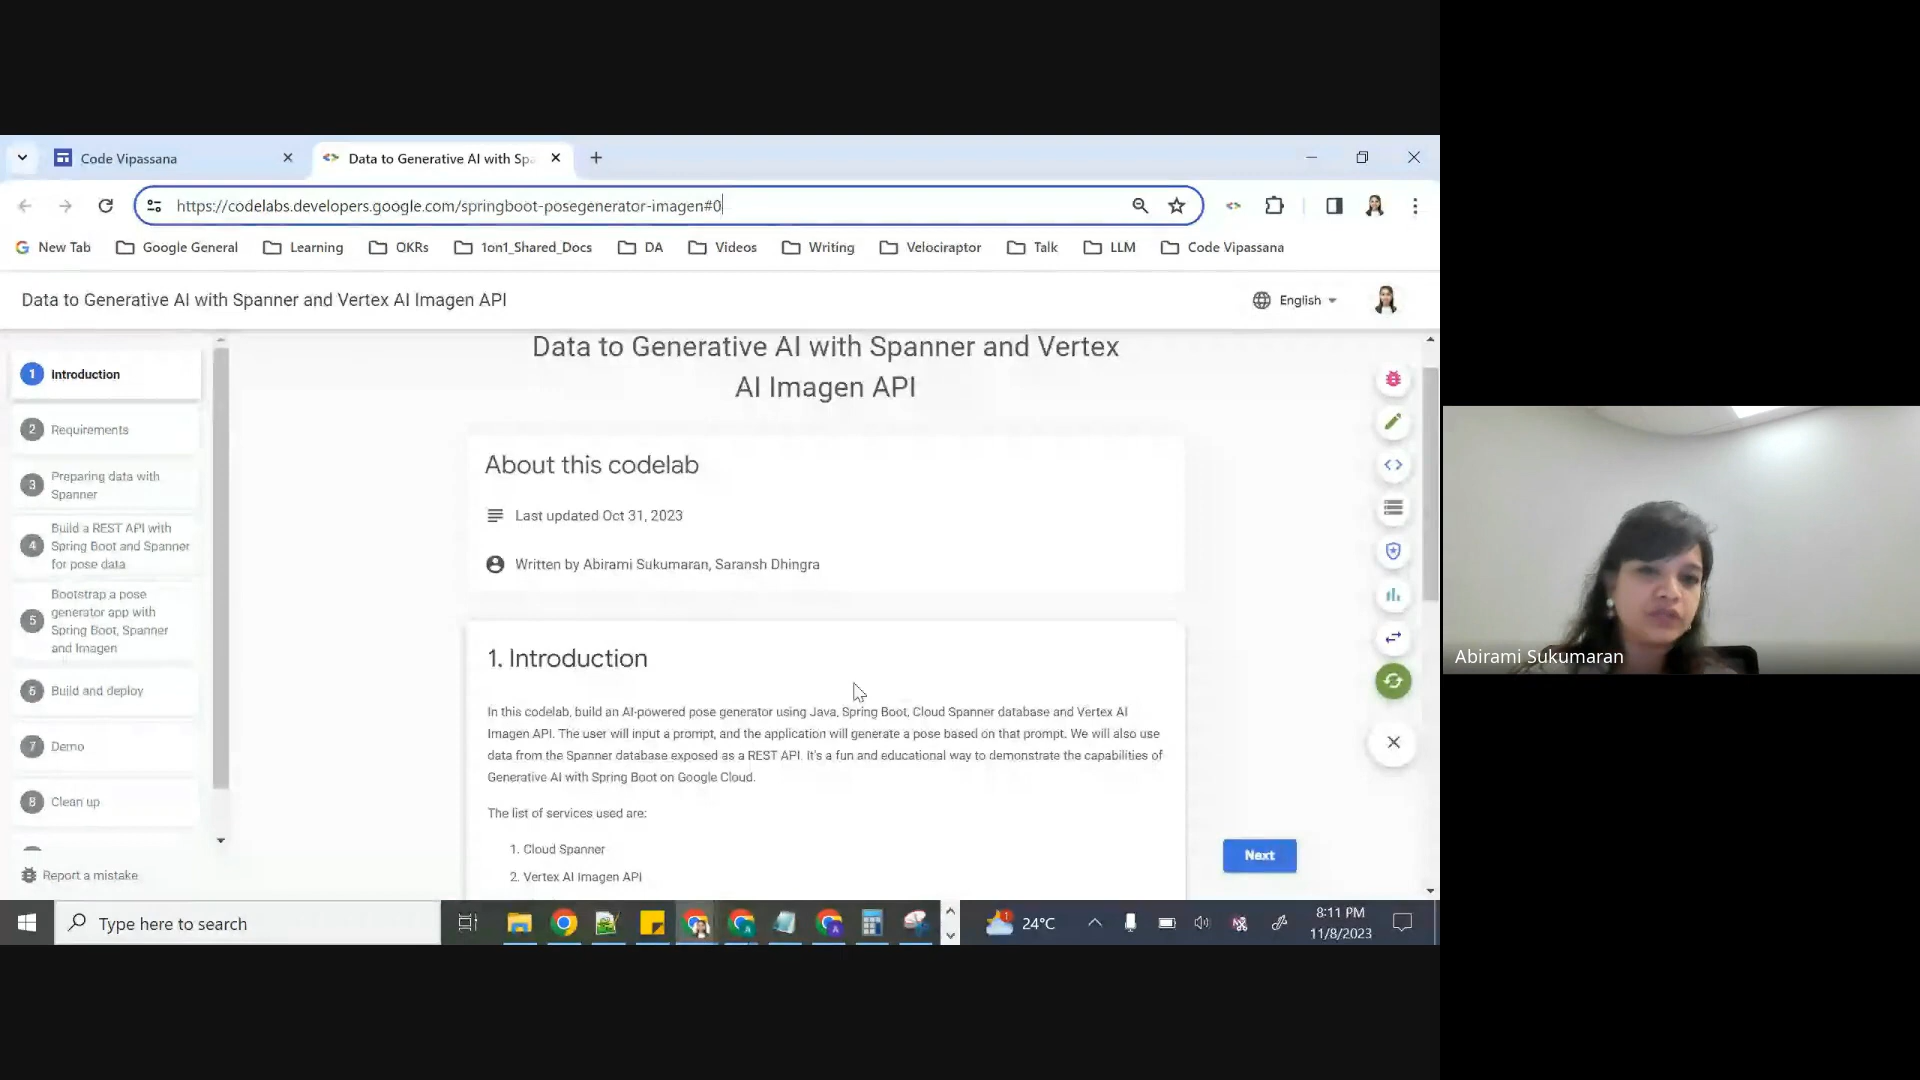 Code Vipassana
Data to Generative AI with Sp
https://codelabs.developers.google.com/springboot-posegenerator-imagen#0
New Tab
Google General
Learning
OKRs
1on1_Shared_Docs
DA
Videos
Writing
Velociraptor
Talk
LLM
Code Vipassana
Data to Generative AI with Spanner and Vertex AI Imagen API
English
1 Introduction
2 Requirements
3 Preparing data with
Spanner
4 Build a REST API with
Spring Boot and Spanner
for pose data
5 Bootstrap a pose
generator app with
Spring Boot, Spanner
and Imagen
6 Build and deploy
7 Demo
8 Clean up
Report a mistake
Data to Generative AI with Spanner and Vertex
AI Imagen API
About this codelab
Last updated Oct 31, 2023
Written by Abirami Sukumaran, Saransh Dhingra
1. Introduction
In this codelab, build an AI-powered pose generator using Java, Spring Boot, Cloud Spanner database and Vertex AI
Imagen API. The user will input a prompt, and the application will generate a pose based on that prompt. We will also use
data from the Spanner database exposed as a REST API. It's a fun and educational way to demonstrate the capabilities of
Generative AI with Spring Boot on Google Cloud.
The list of services used are:
1. Cloud Spanner
2. Vertex AI Imagen API
Next
Abirami Sukumaran
Type here to search
1
24°C
8:11 PM
11/8/2023